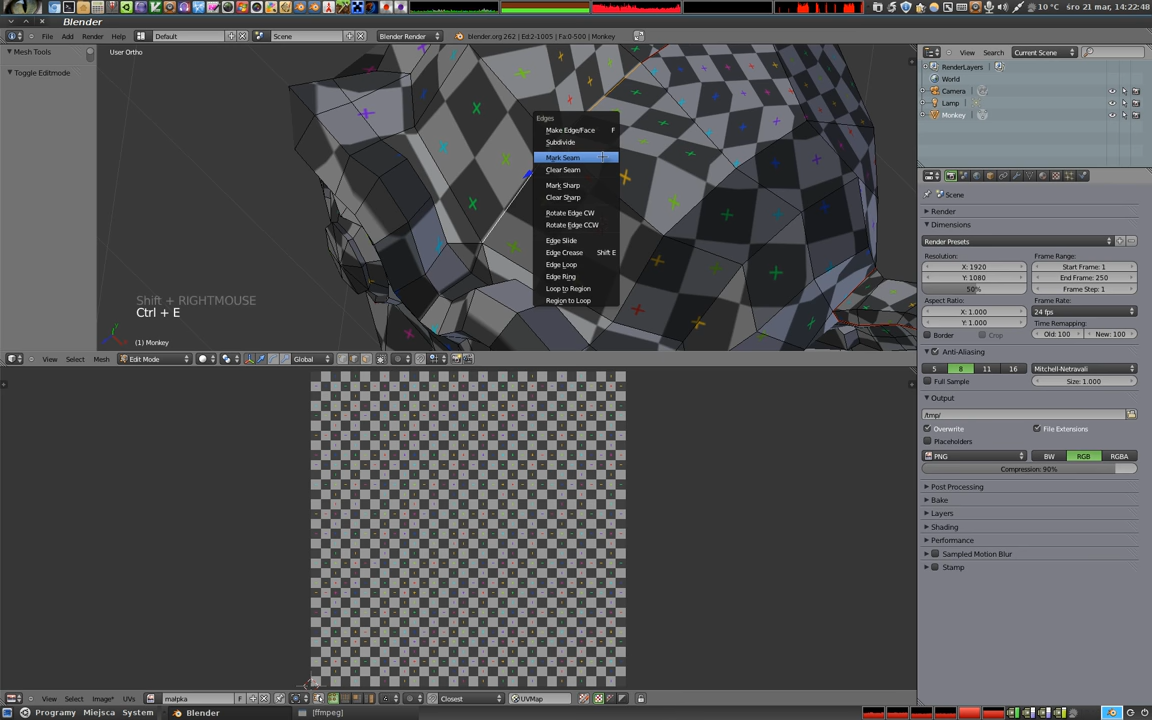 10 °C śro 21 mar, 14:22:48
Blender
File Add Render Help Default Scene Blender Render blender.org 262 | Ed:2-1005 | Fa:0-500 | Monkey
Mesh Tools
Toggle Editmode
User Ortho
Edges
Make Edge/Face F
Subdivide
Mark Seam
Clear Seam
Mark Sharp
Clear Sharp
Rotate Edge CW
Rotate Edge CCW
Edge Slide
Edge Crease Shift E
Edge Loop
Edge Ring
Loop to Region
Region to Loop
Shift + RIGHTMOUSE
Ctrl + E
(1) Monkey
View Select Mesh Edit Mode Global
View Search Current Scene
RenderLayers
World
Camera
Lamp
Monkey
Scene
Render
Dimensions
Render Presets
Resolution: Frame Range:
X: 1920 Start Frame: 1
Y: 1080 End Frame: 250
50% Frame Step: 1
Aspect Ratio: Frame Rate:
X: 1.000 24 fps
Y: 1.000 Time Remapping:
Border Crop Old: 100 New: 100
Anti-Aliasing
5 8 11 16 Mitchell-Netravali
Full Sample Size: 1.000
Output
/tmp/
Overwrite File Extensions
Placeholders
PNG BW RGB RGBA
Compression: 90%
Post Processing
Bake
Layers
Shading
Performance
Sampled Motion Blur
Stamp
View Select Image* UVs małpka F Closest UVMap
Programy Miejsca System Blender [ffmpeg]